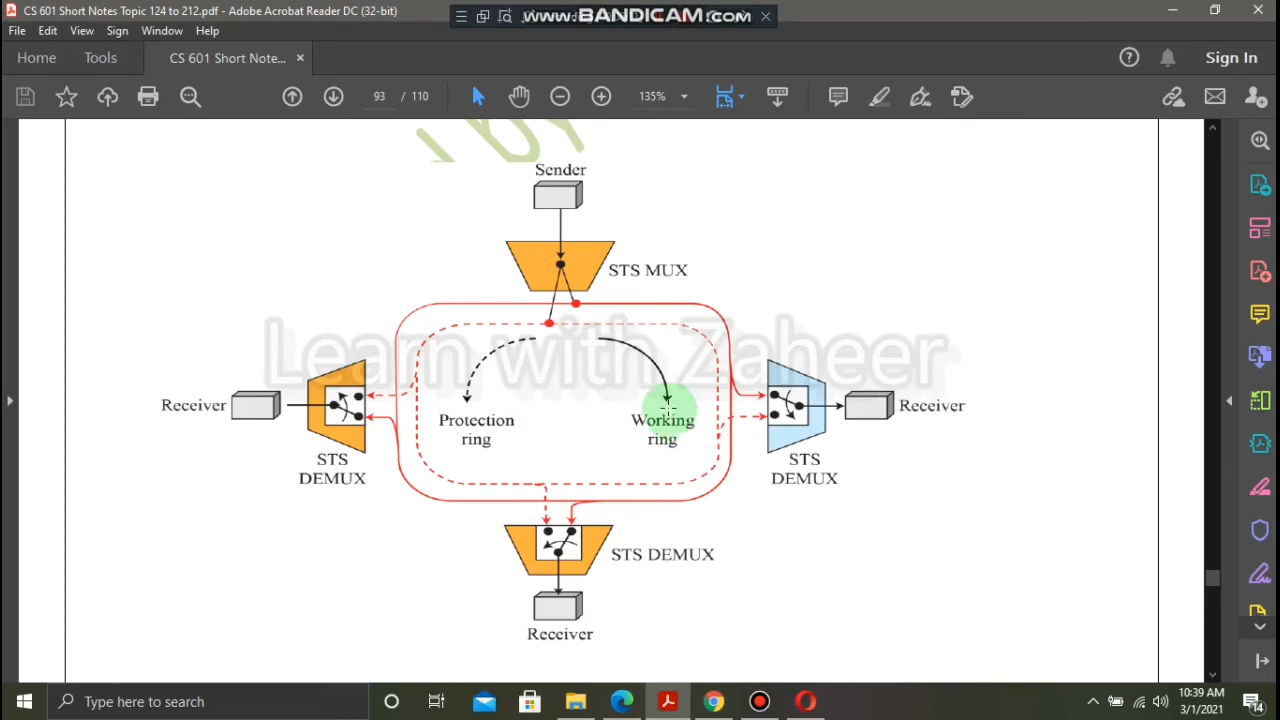 CS 601 Short Notes Topic 124 to 212.pdf - Adobe Acrobat Reader DC (32-bit)
www.BANDICAM.com
File Edit View Sign Window Help
Home Tools CS 601 Short Note... ×
Sign In
93 / 110
135%
Sender
STS MUX
Learn with Zaheer
Receiver
Protection
ring
Working
ring
Receiver
STS
DEMUX
STS
DEMUX
STS DEMUX
Receiver
Type here to search
10:39 AM
3/1/2021
14